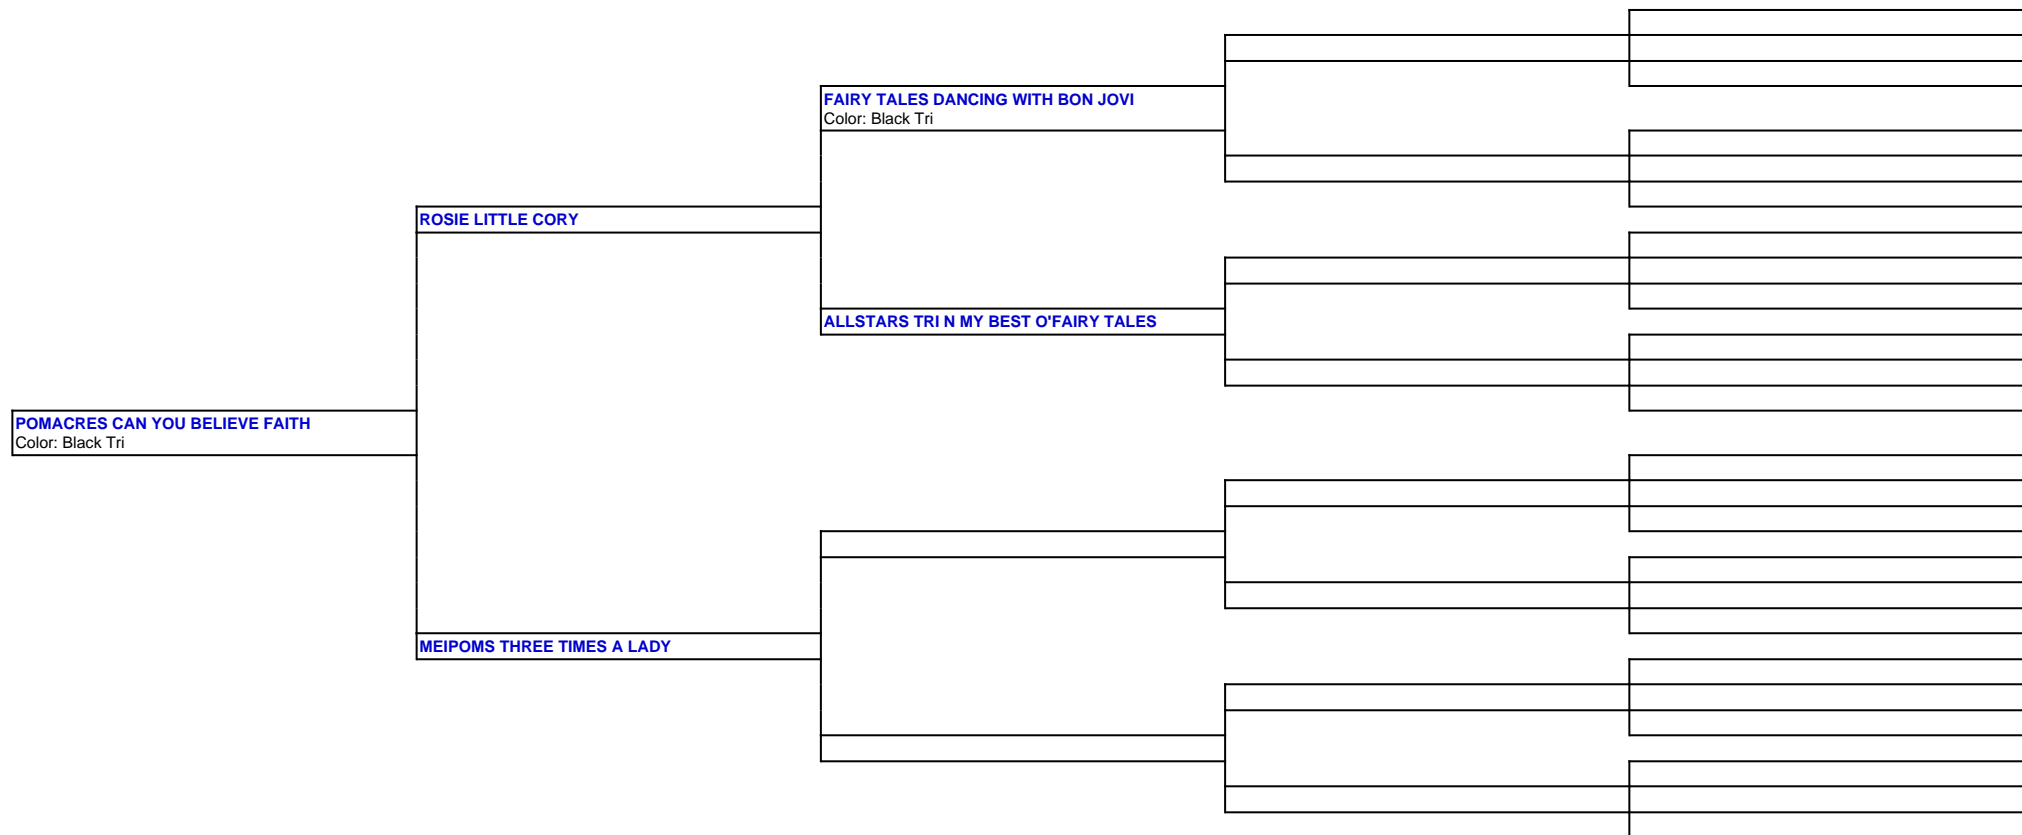 FAIRY TALES DANCING WITH BON JOVI
Color: Black Tri
ROSIE LITTLE CORY
ALLSTARS TRI N MY BEST O'FAIRY TALES
POMACRES CAN YOU BELIEVE FAITH
Color: Black Tri
MEIPOMS THREE TIMES A LADY